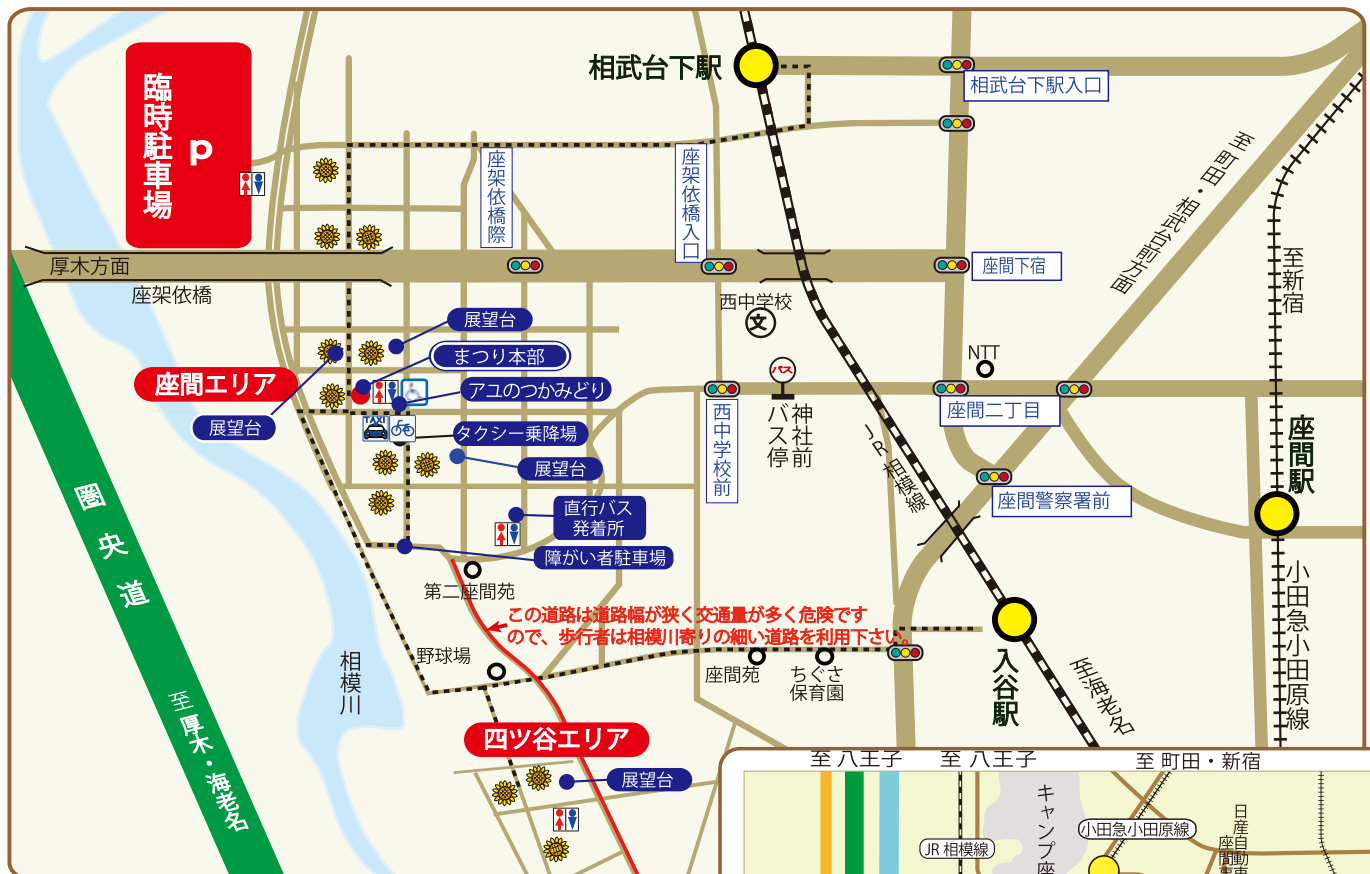 臨時駐車場
P
相武台下駅
相武台下駅入口
座架依橋際
座架依橋入口
至町田・相武台前方面
厚木方面
座架依橋
座間下宿
至新宿
西中学校
文
展望台
まつり本部
座間エリア
アユのつかみどり
展望台
TAXI
タクシー乗降場
展望台
NTT
バス
神社前
バス停
西中学校前
座間二丁目
座間警察署前
座間駅
JR相模線
直行バス
発着所
障がい者駐車場
圏央道
第二座間苑
この道路は道路幅が狭く交通量が多く危険です
ので、歩行者は相模川寄りの細い道路を利用下さい。
野球場
座間苑
ちぐさ
保育園
入谷駅
至海老名
小田急小田原線
相模川
至厚木・海老名
四ツ谷エリア
展望台
至 八王子
至 八王子
至 町田・新宿
キャンプ座
小田急小田原線
JR 相模線
日産自動車
座間